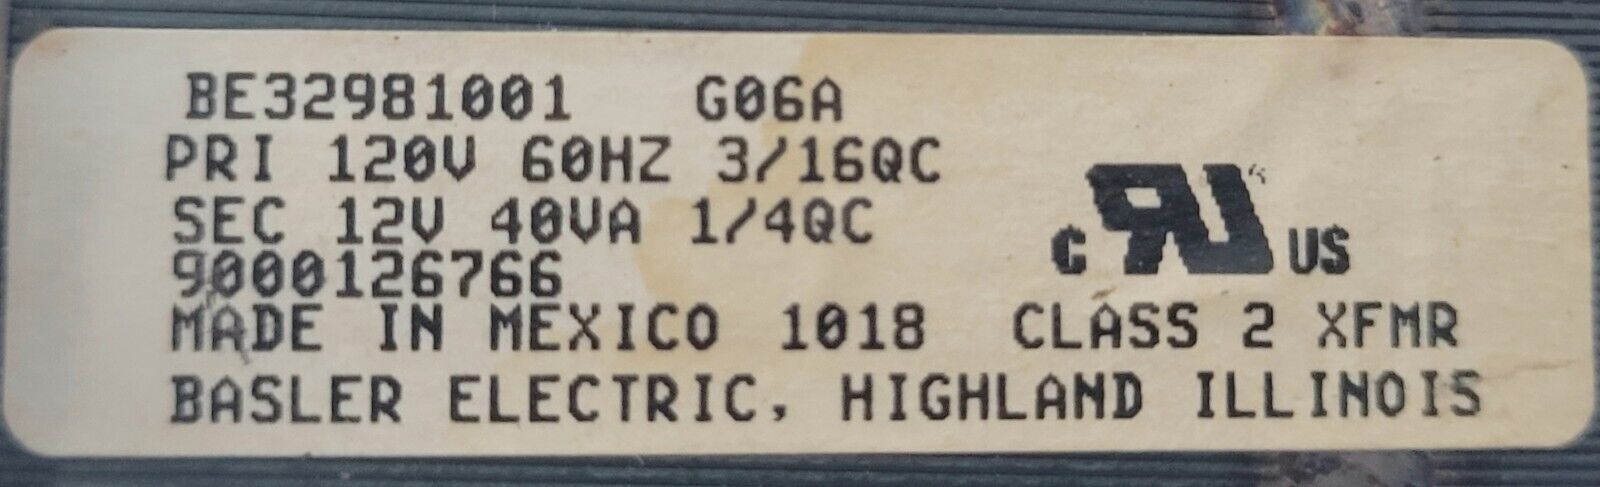 BE32981001 G06A
PRI 120V 60HZ 3/16QC
SEC 12V 40VA 1/4QC
9000126766
C RU US
MADE IN MEXICO 1018 CLASS 2 XFMR
BASLER ELECTRIC, HIGHLAND ILLINOIS